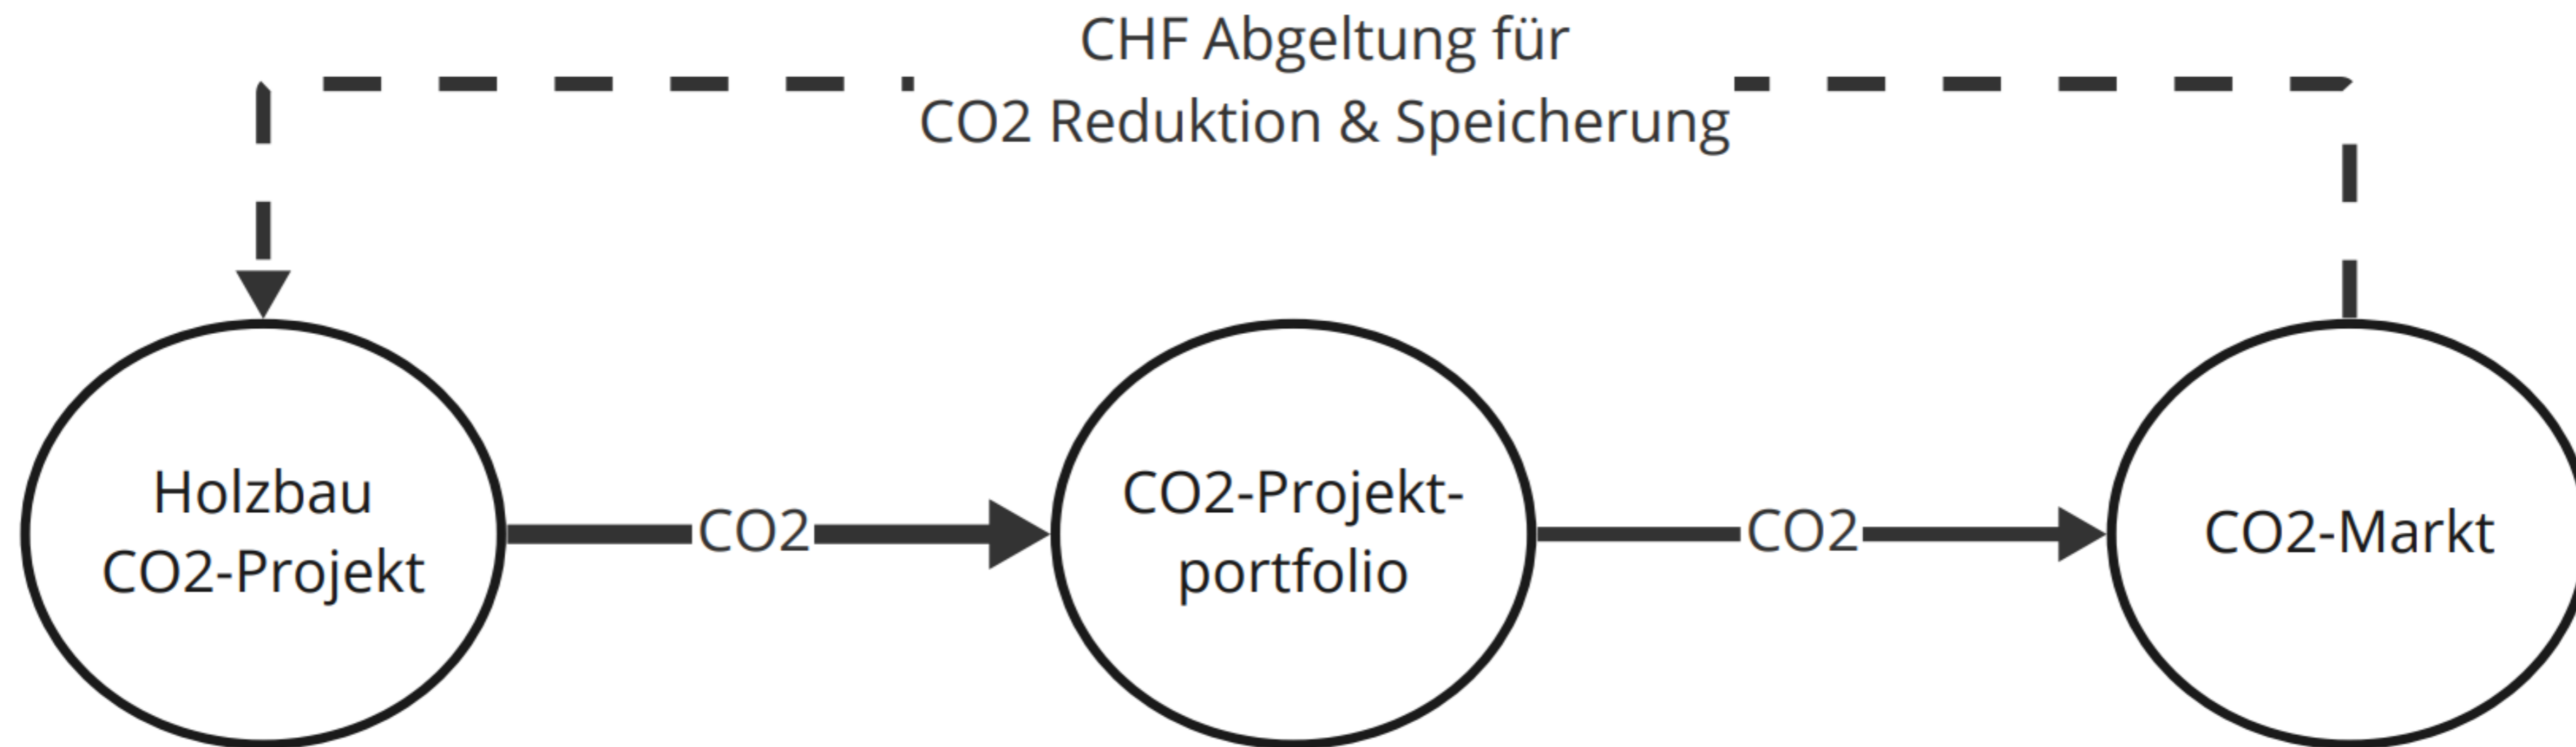 CHF Abgeltung für
CO2 Reduktion & Speicherung
Holzbau
CO2-Projekt
CO2
CO2-Projekt-
portfolio
CO2
CO2-Markt